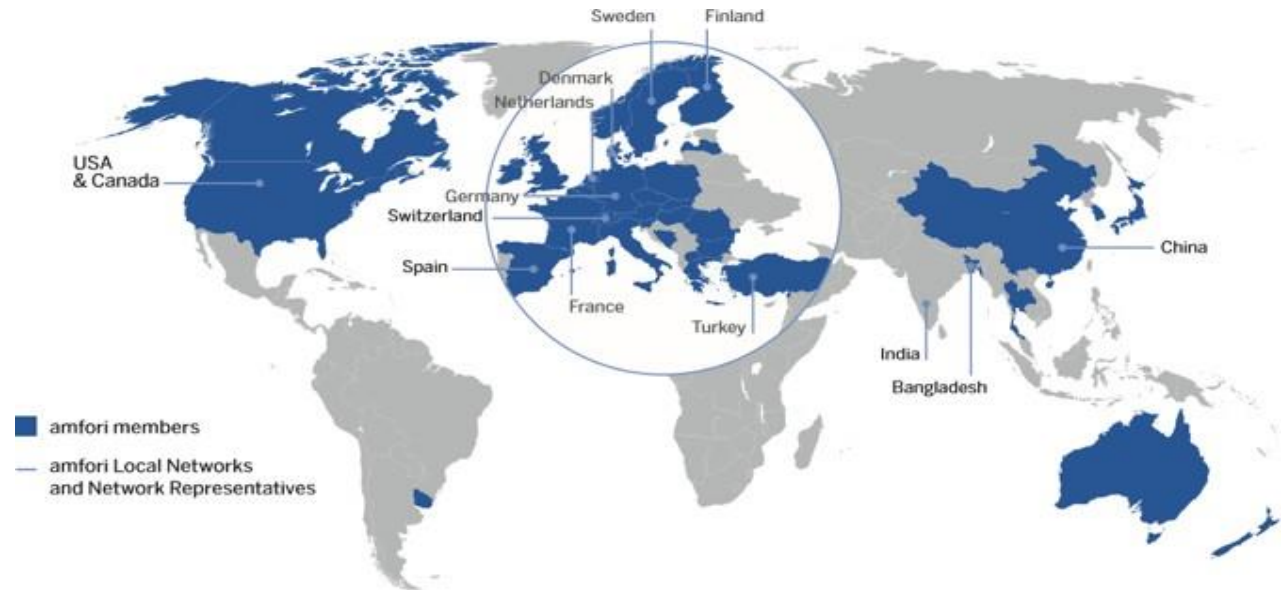 Sweden
Finland
Denmark
Netherlands
USA
& Canada
Germany
Switzerland
Spain
France
Turkey
China
India
Bangladesh
amfori members
amfori Local Networks
and Network Representatives